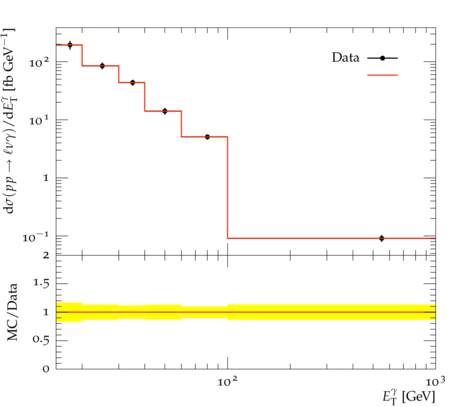 Data
dσ(pp → ℓνγ)/dE_T^γ [fb GeV⁻¹]
10²
10¹
1
10⁻¹
2
1.5
1
0.5
0
MC/Data
10²
10³
E_T^γ [GeV]